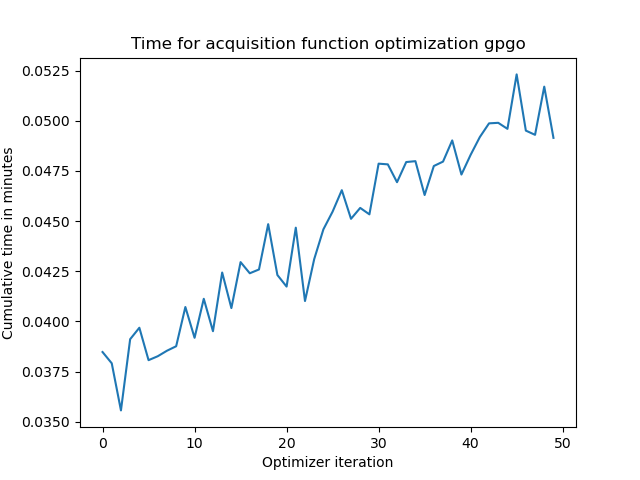 Time for acquisition function optimization gpgo
Cumulative time in minutes
0.0525
0.0500
0.0475
0.0450
0.0425
0.0400
0.0375
0.0350
0 10 20 30 40 50
Optimizer iteration